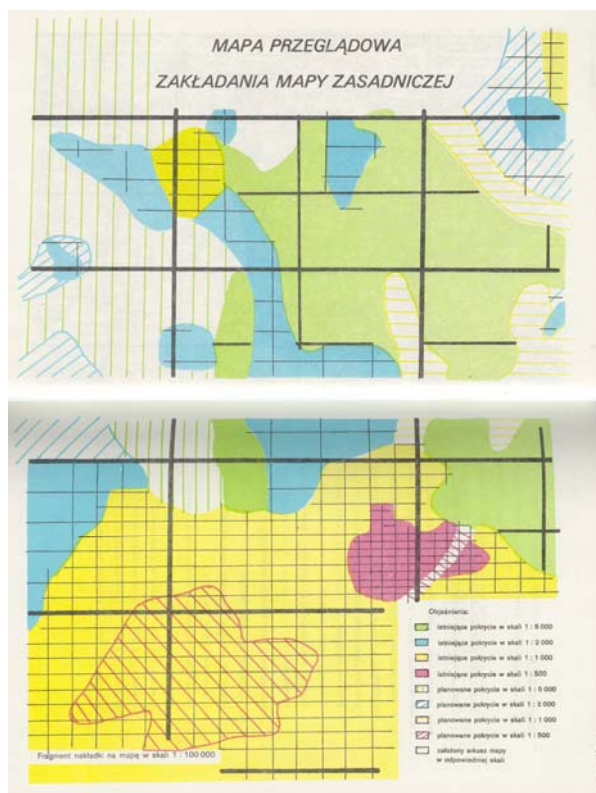 MAPA PRZEGLĄDOWA
ZAKŁADANIA MAPY ZASADNICZEJ
Objaśnienia:
istniejące pokrycie w skali 1 : 5 000
istniejące pokrycie w skali 1 : 2 000
istniejące pokrycie w skali 1 : 1 000
istniejące pokrycie w skali 1 : 500
planowane pokrycie w skali 1 : 5 000
planowane pokrycie w skali 1 : 2 000
planowane pokrycie w skali 1 : 1 000
planowane pokrycie w skali 1 : 500
założony arkusz mapy
w odpowiedniej skali
Fragment nakładki na mapę w skali 1 : 100 000